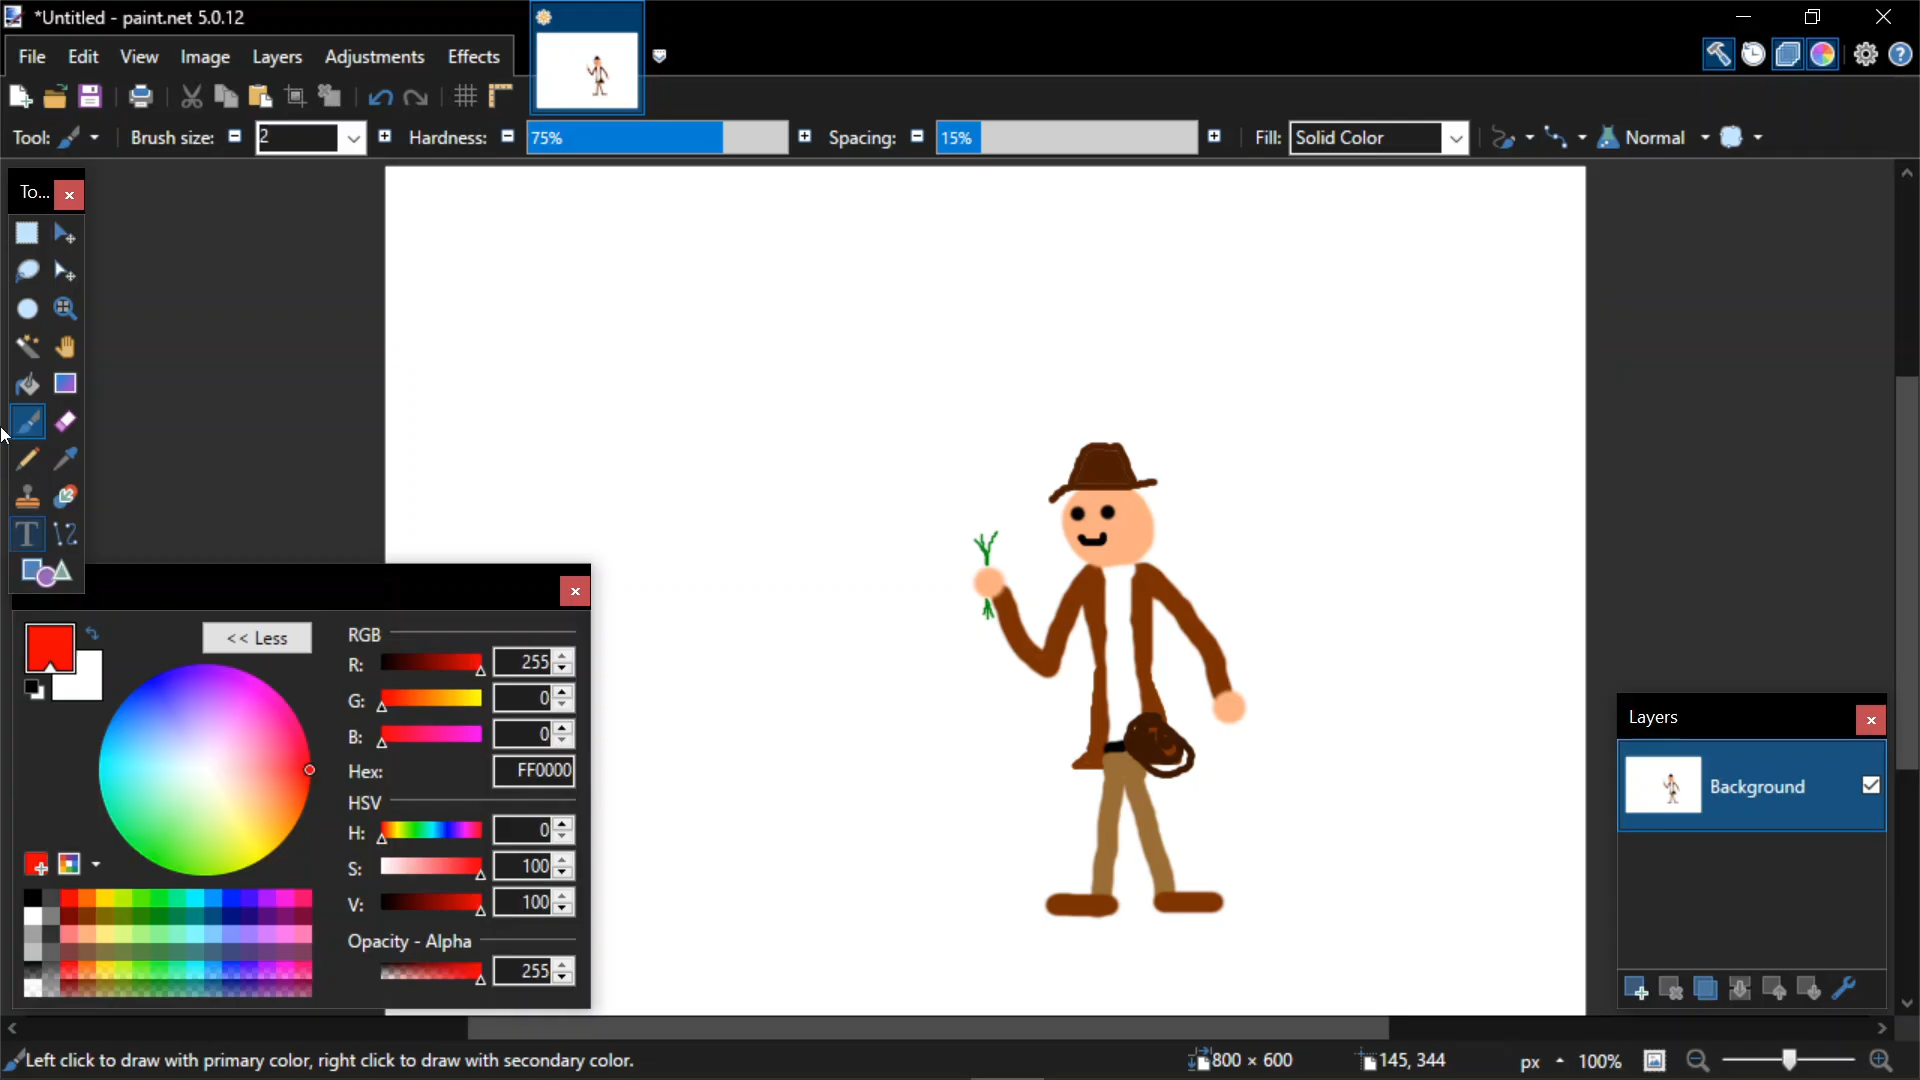 *Untitled - paint.net 5.0.12
File Edit View Image Layers Adjustments Effects
Tool: Brush size: 2 Hardness: 75% Spacing: 15% Fill: Solid Color Normal
To...
<< Less
RGB
R: 255
G: 0
B: 0
Hex: FF0000
HSV
H: 0
S: 100
V: 100
Opacity - Alpha
255
Layers
Background
Left click to draw with primary color, right click to draw with secondary color. 800 × 600 145, 344 px 100%